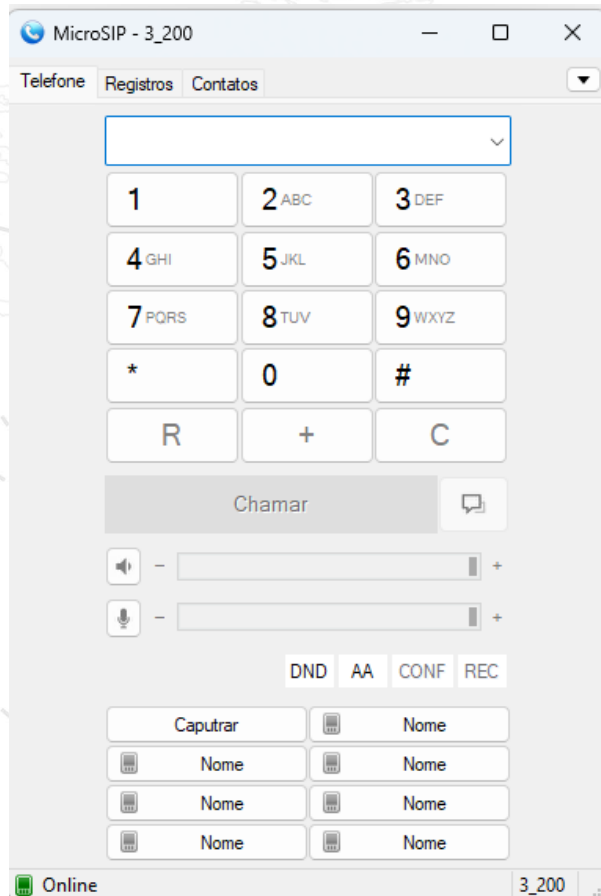 MicroSIP - 3_200
Telefone Registros Contatos
1 2 ABC 3 DEF
4 GHI 5 JKL 6 MNO
7 PQRS 8 TUV 9 WXYZ
* 0 #
R + C
Chamar
- +
- +
DND AA CONF REC
Caputrar Nome
Nome Nome
Nome Nome
Nome Nome
Online 3_200